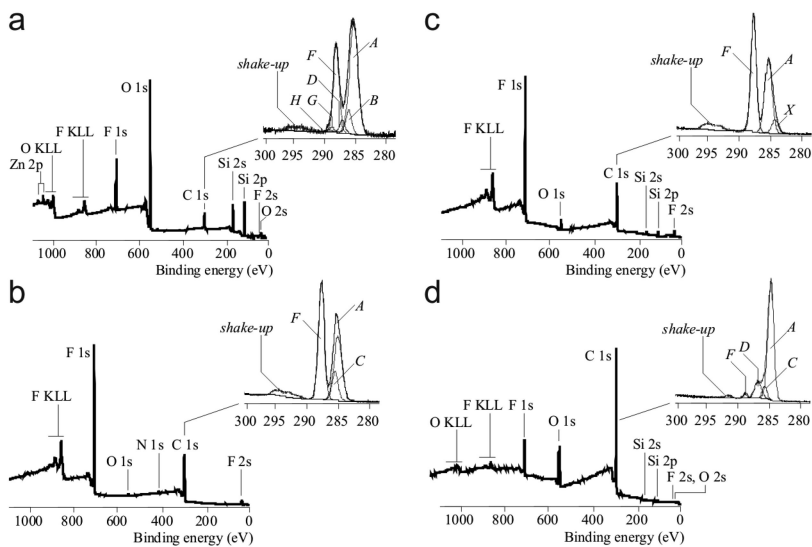 a
O 1s
F
A
shake-up
D
H
G
B
300 295 290 285 280
O KLL
F KLL
F 1s
Zn 2p
Si 2s
Si 2p
C 1s
F 2s
O 2s
1000 800 600 400 200 0
Binding energy (eV)
c
F 1s
F
A
shake-up
X
300 295 290 285 280
F KLL
C 1s
Si 2s
Si 2p
O 1s
F 2s
1000 800 600 400 200 0
Binding energy (eV)
b
F 1s
F
A
shake-up
C
300 295 290 285 280
F KLL
N 1s
C 1s
O 1s
F 2s
1000 800 600 400 200 0
Binding energy (eV)
d
C 1s
shake-up
A
F
D
C
300 295 290 285 280
O KLL
F KLL
F 1s
O 1s
Si 2s
Si 2p
F 2s, O 2s
1000 800 600 400 200 0
Binding energy (eV)